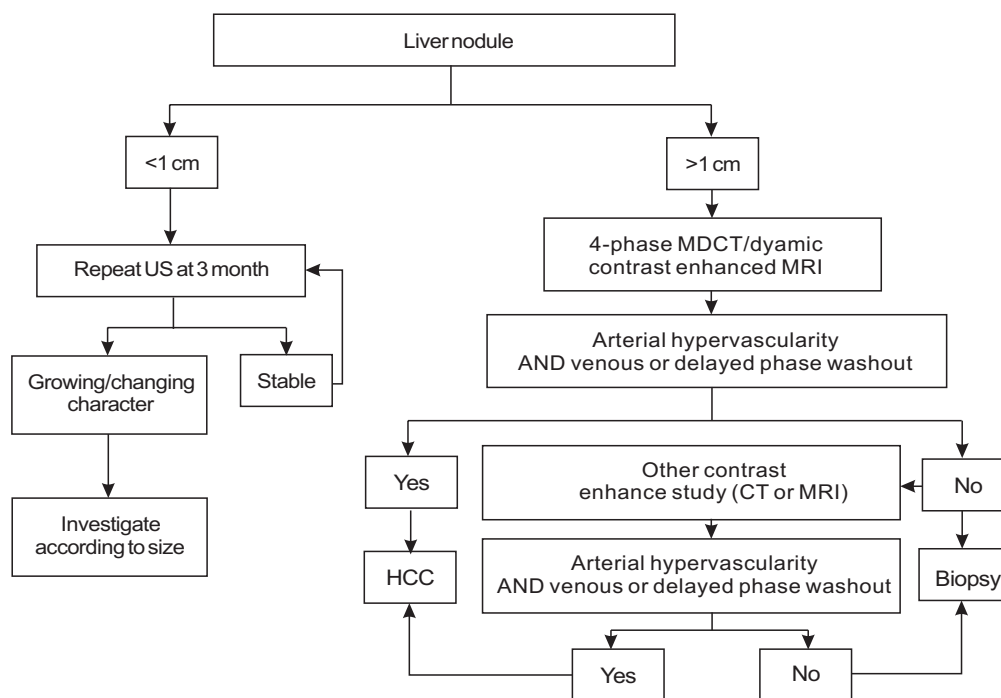 Liver nodule
<1 cm
>1 cm
Repeat US at 3 month
4-phase MDCT/dyamic
contrast enhanced MRI
Growing/changing
character
Stable
Arterial hypervascularity
AND venous or delayed phase washout
Investigate
according to size
Yes
Other contrast
enhance study (CT or MRI)
No
HCC
Arterial hypervascularity
AND venous or delayed phase washout
Biopsy
Yes
No